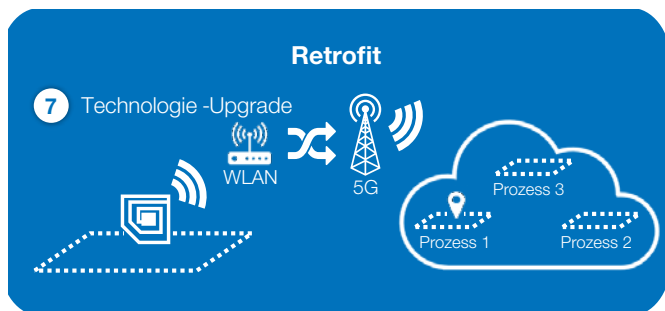 Retrofit
7 Technologie -Upgrade
WLAN
5G
Prozess 3
Prozess 1
Prozess 2